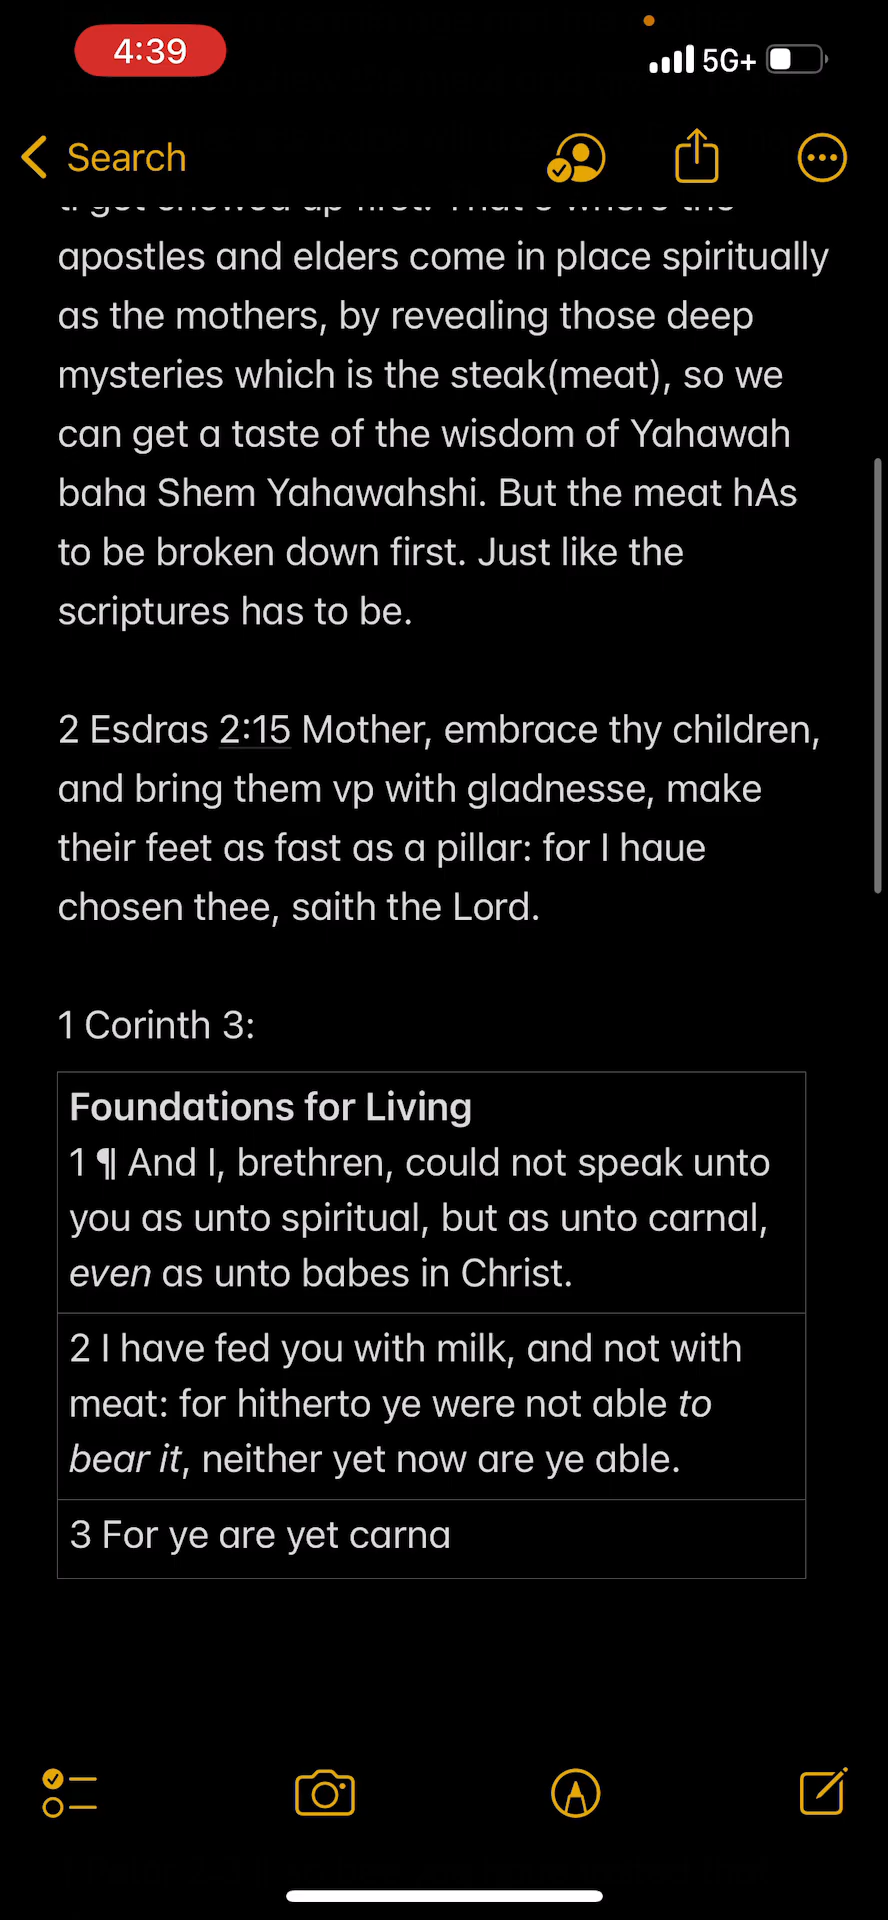 4:39
5G+
Search
apostles and elders come in place spiritually
as the mothers, by revealing those deep
mysteries which is the steak(meat), so we
can get a taste of the wisdom of Yahawah
baha Shem Yahawahshi. But the meat hAs
to be broken down first. Just like the
scriptures has to be.
2 Esdras 2:15 Mother, embrace thy children,
and bring them vp with gladnesse, make
their feet as fast as a pillar: for I haue
chosen thee, saith the Lord.
1 Corinth 3:
Foundations for Living
1 ¶ And I, brethren, could not speak unto
you as unto spiritual, but as unto carnal,
even as unto babes in Christ.
2 I have fed you with milk, and not with
meat: for hitherto ye were not able to
bear it, neither yet now are ye able.
3 For ye are yet carna